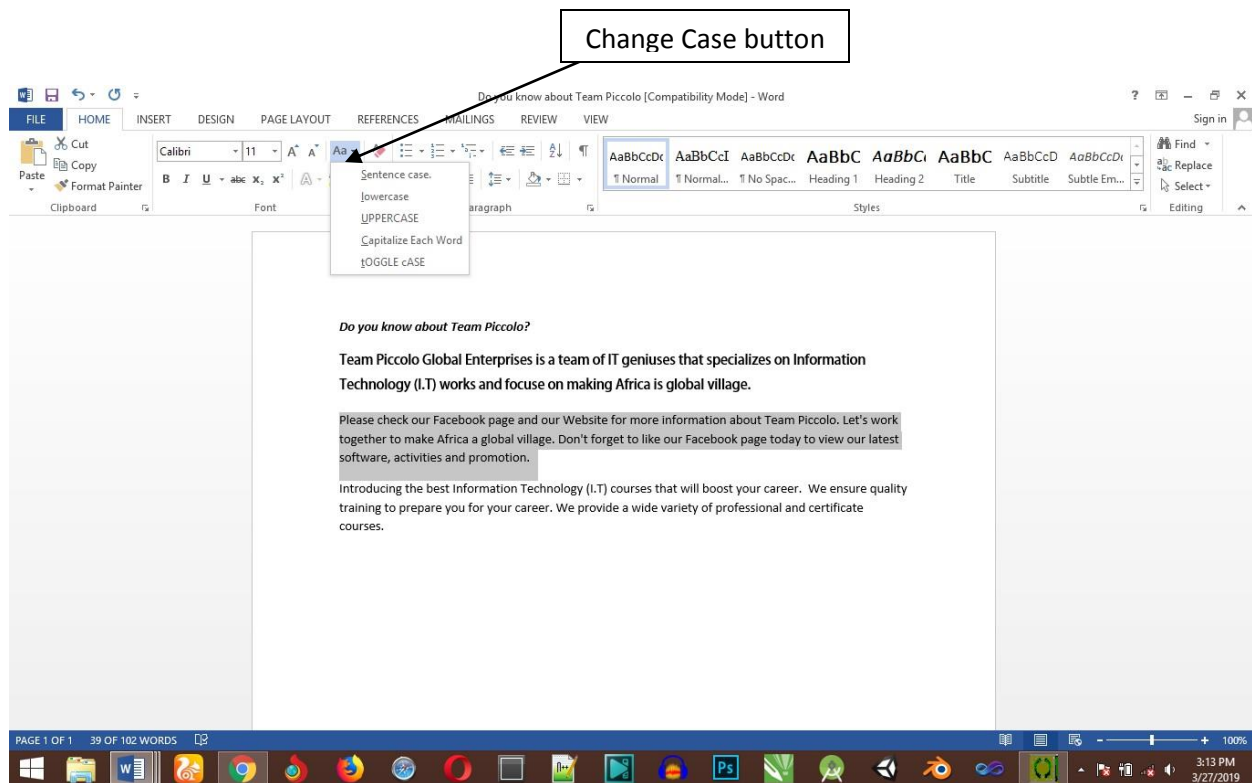 Change Case button
Do you know about Team Piccolo [Compatibility Mode] - Word
FILE HOME INSERT DESIGN PAGE LAYOUT REFERENCES MAILINGS REVIEW VIEW Sign in
Cut
Copy
Format Painter
Paste
Clipboard
Calibri 11 Aa
B I U abc X₂ X²
Font
Sentence case.
lowercase
UPPERCASE
Capitalize Each Word
tOGGLE cASE
aragraph
AaBbCcDc AaBbCcI AaBbCcDc AaBbC AaBbCc AaBbC AaBbCcD AaBbCcDt
¶ Normal ¶ Normal... ¶ No Spac... Heading 1 Heading 2 Title Subtitle Subtle Em...
Styles
Find
Replace
Select
Editing
Do you know about Team Piccolo?
Team Piccolo Global Enterprises is a team of IT geniuses that specializes on Information
Technology (I.T) works and focuse on making Africa is global village.
Please check our Facebook page and our Website for more information about Team Piccolo. Let's work
together to make Africa a global village. Don't forget to like our Facebook page today to view our latest
software, activities and promotion.
Introducing the best Information Technology (I.T) courses that will boost your career.  We ensure quality
training to prepare you for your career. We provide a wide variety of professional and certificate
courses.
PAGE 1 OF 1 39 OF 102 WORDS 100%
Ps
3:13 PM
3/27/2019